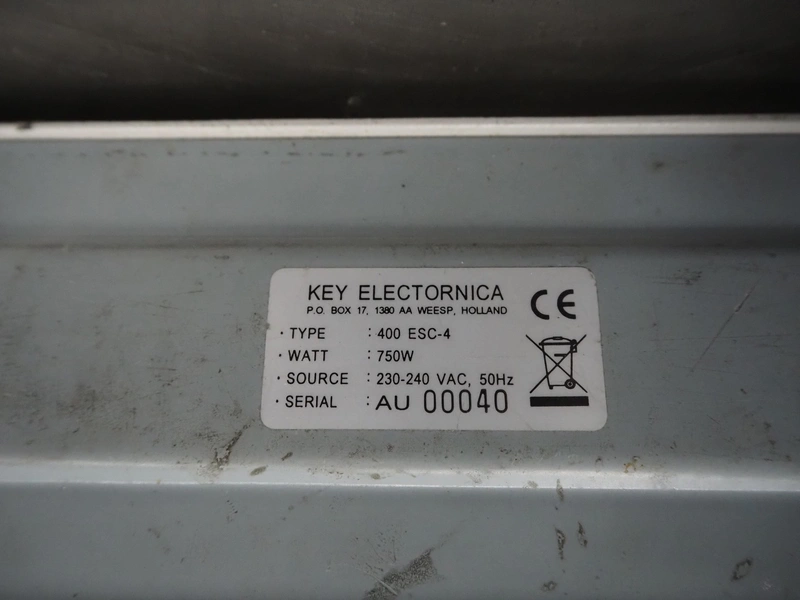 KEY ELECTORNICA
P.O. BOX 17, 1380 AA WEESP, HOLLAND
CE
· TYPE : 400 ESC-4
· WATT : 750W
· SOURCE : 230-240 VAC, 50Hz
· SERIAL : AU 00040